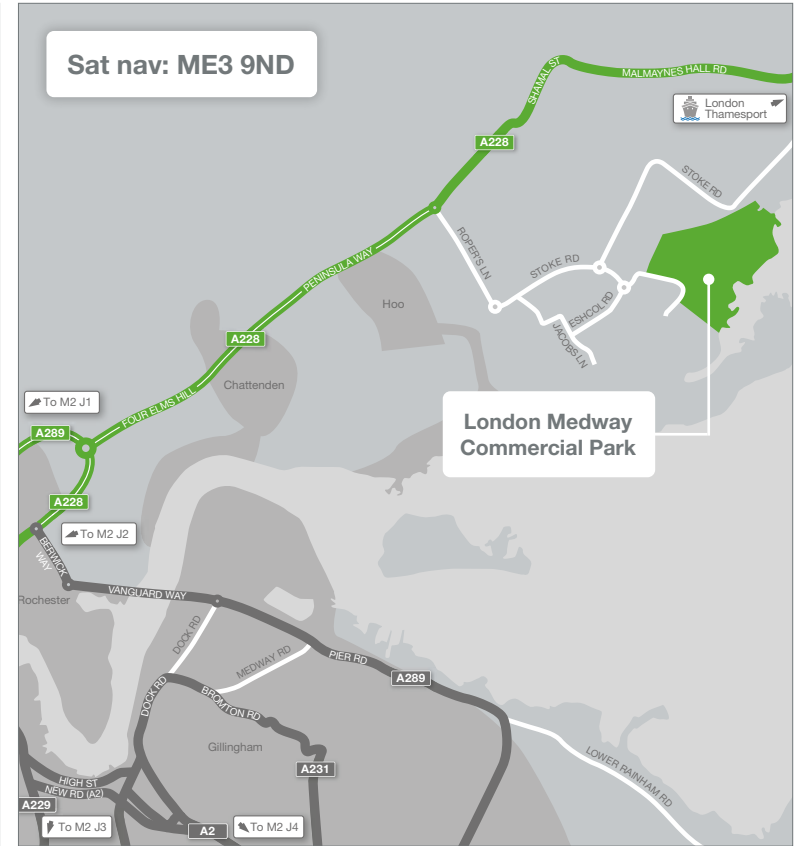 Sat nav: ME3 9ND
SHAMAL ST
MALMAYNES HALL RD
London
Thamesport
A228
STOKE RD
ROPER'S LN
STOKE RD
PENINSULA WAY
ESHCOL RD
JACOBS LN
Hoo
A228
Chattenden
To M2 J1
FOUR ELMS HILL
London Medway
Commercial Park
A289
A228
To M2 J2
BERWICK
WAY
VANGUARD WAY
Rochester
DOCK RD
MEDWAY RD
PIER RD
A289
DOCK RD
BROMTON RD
Gillingham
A231
LOWER RAINHAM RD
HIGH ST
NEW RD (A2)
A229
To M2 J3
A2
To M2 J4